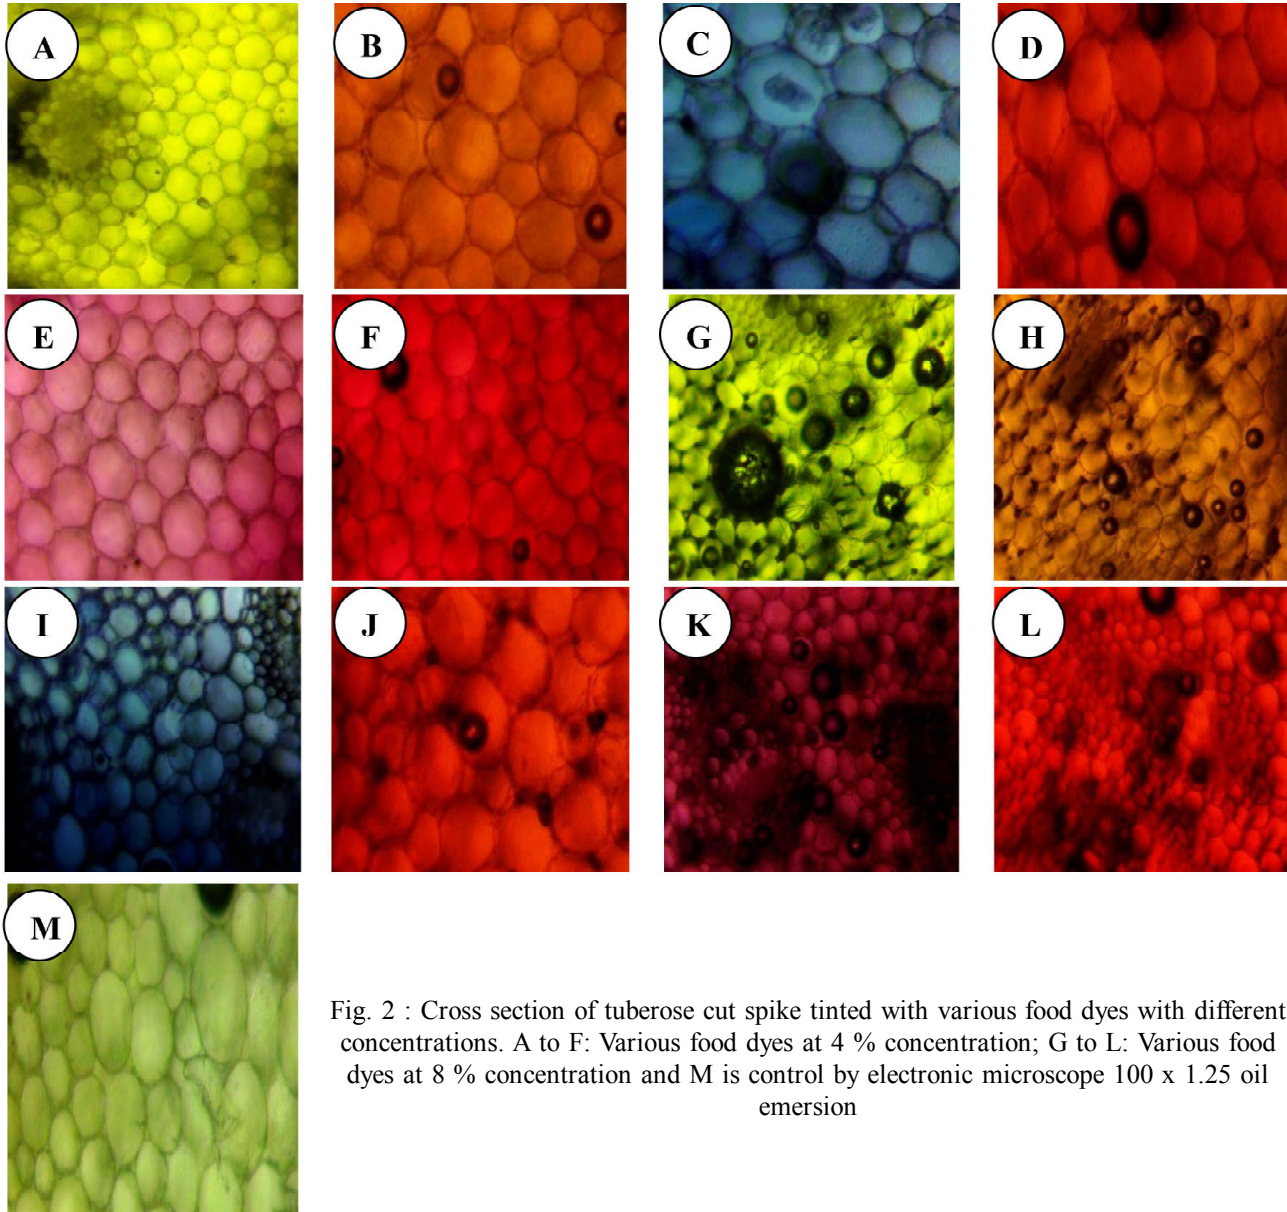 A
B
C
D
E
F
G
H
I
J
K
L
M
Fig. 2 : Cross section of tuberose cut spike tinted with various food dyes with different
concentrations. A to F: Various food dyes at 4 % concentration; G to L: Various food
dyes at 8 % concentration and M is control by electronic microscope 100 x 1.25 oil
emersion